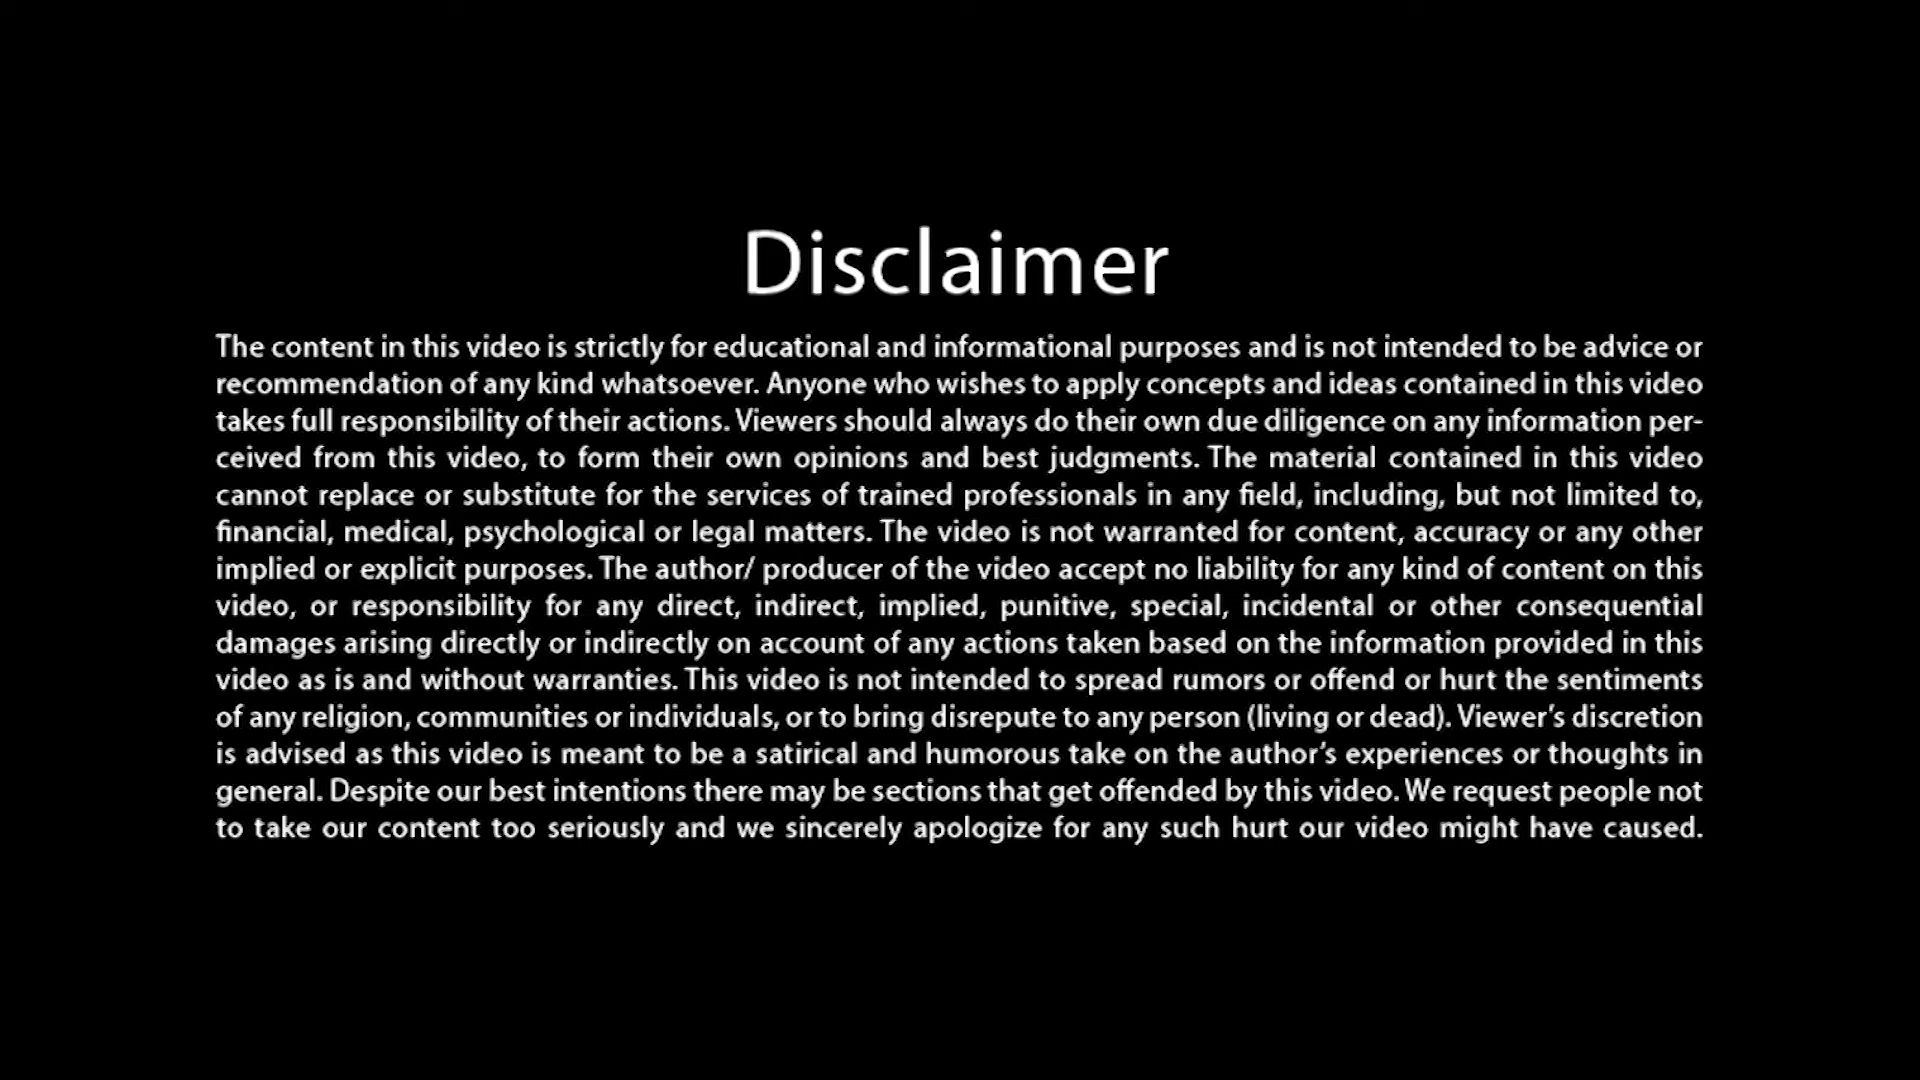 Disclaimer
The content in this video is strictly for educational and informational purposes and is not intended to be advice or
recommendation of any kind whatsoever. Anyone who wishes to apply concepts and ideas contained in this video
takes full responsibility of their actions. Viewers should always do their own due diligence on any information per-
ceived from this video, to form their own opinions and best judgments. The material contained in this video
cannot replace or substitute for the services of trained professionals in any field, including, but not limited to,
financial, medical, psychological or legal matters. The video is not warranted for content, accuracy or any other
implied or explicit purposes. The author/ producer of the video accept no liability for any kind of content on this
video, or responsibility for any direct, indirect, implied, punitive, special, incidental or other consequential
damages arising directly or indirectly on account of any actions taken based on the information provided in this
video as is and without warranties. This video is not intended to spread rumors or offend or hurt the sentiments
of any religion, communities or individuals, or to bring disrepute to any person (living or dead). Viewer’s discretion
is advised as this video is meant to be a satirical and humorous take on the author’s experiences or thoughts in
general. Despite our best intentions there may be sections that get offended by this video. We request people not
to take our content too seriously and we sincerely apologize for any such hurt our video might have caused.